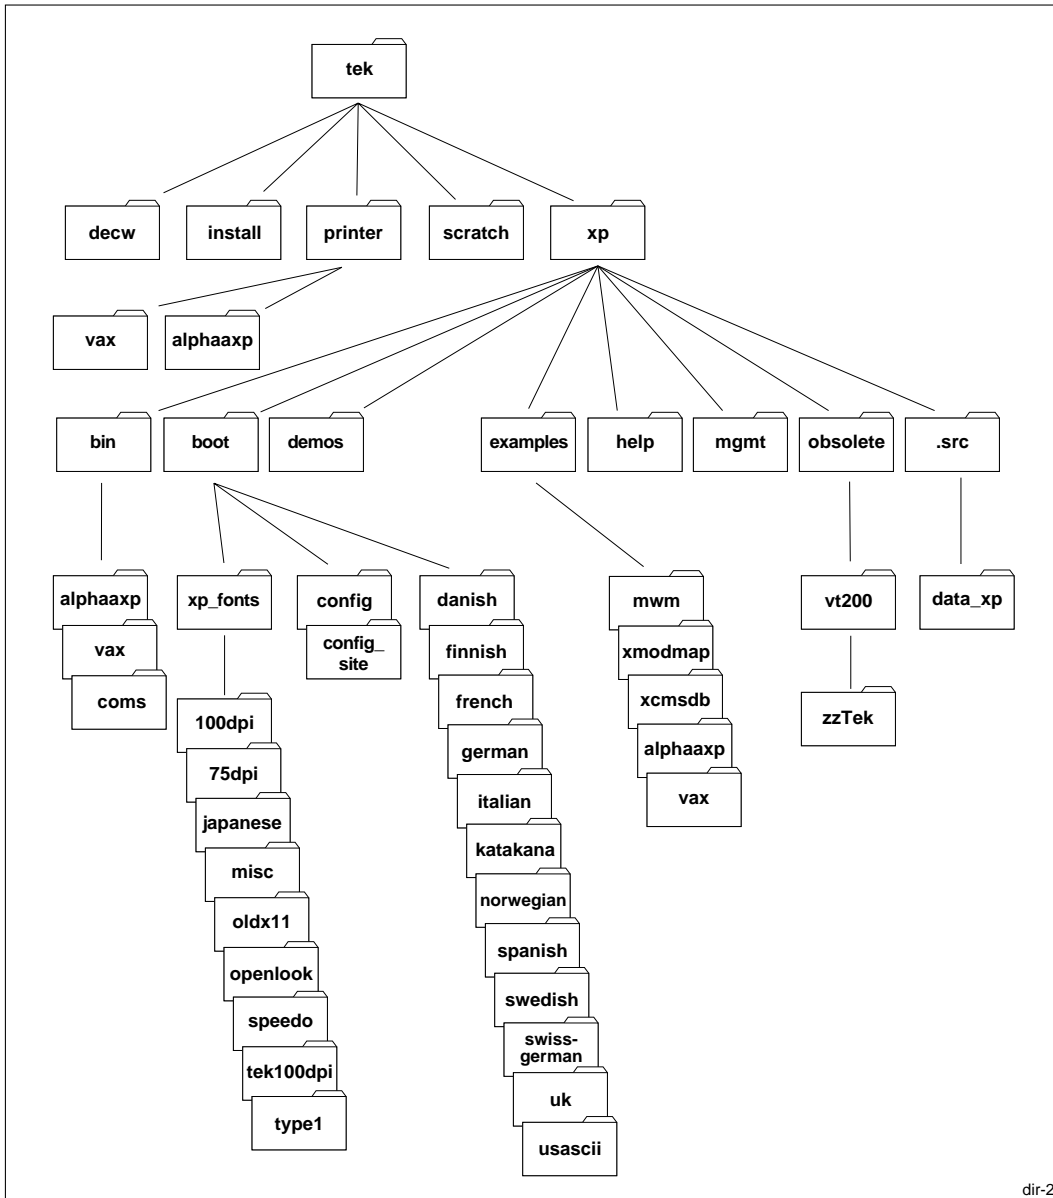 tek
decw
install
printer
scratch
xp
vax
alphaaxp
bin
boot
demos
examples
help
mgmt
obsolete
.src
alphaaxp
vax
coms
xp_fonts
100dpi
75dpi
japanese
misc
oldx11
openlook
speedo
tek100dpi
type1
config
config_
site
danish
finnish
french
german
italian
katakana
norwegian
spanish
swedish
swiss-
german
uk
usascii
mwm
xmodmap
xcmsdb
alphaaxp
vax
vt200
zzTek
data_xp
dir-2